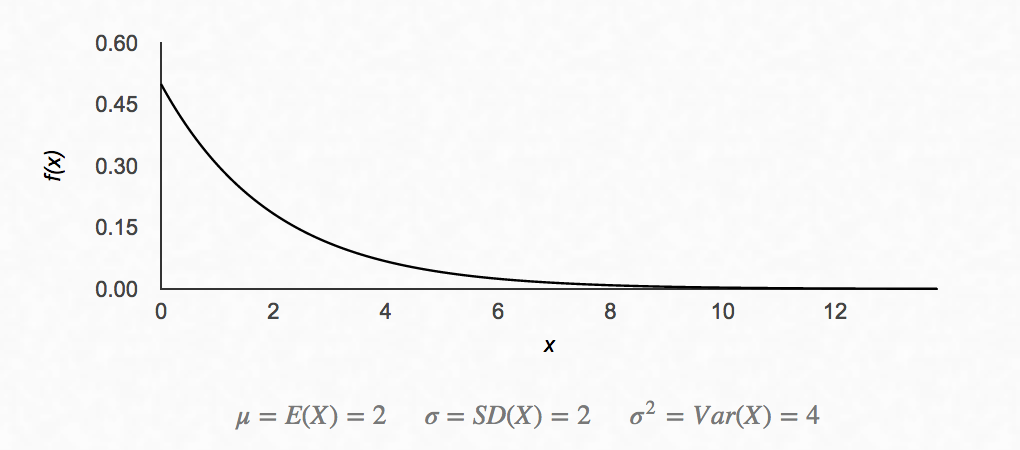 0.60
0.45
f(x)
0.30
0.15
0.00
0 2 4 6 8 10 12
x
μ = E(X) = 2 σ = SD(X) = 2 σ² = Var(X) = 4